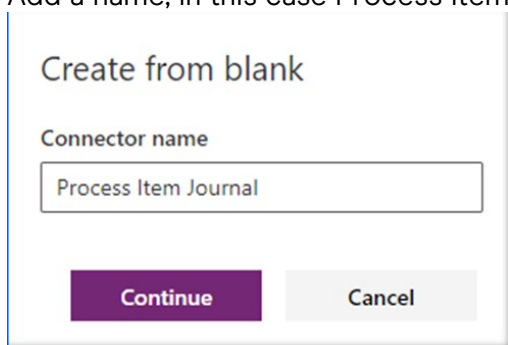 Add a name, in this case Process Item
Create from blank
Connector name
Process Item Journal
Continue Cancel